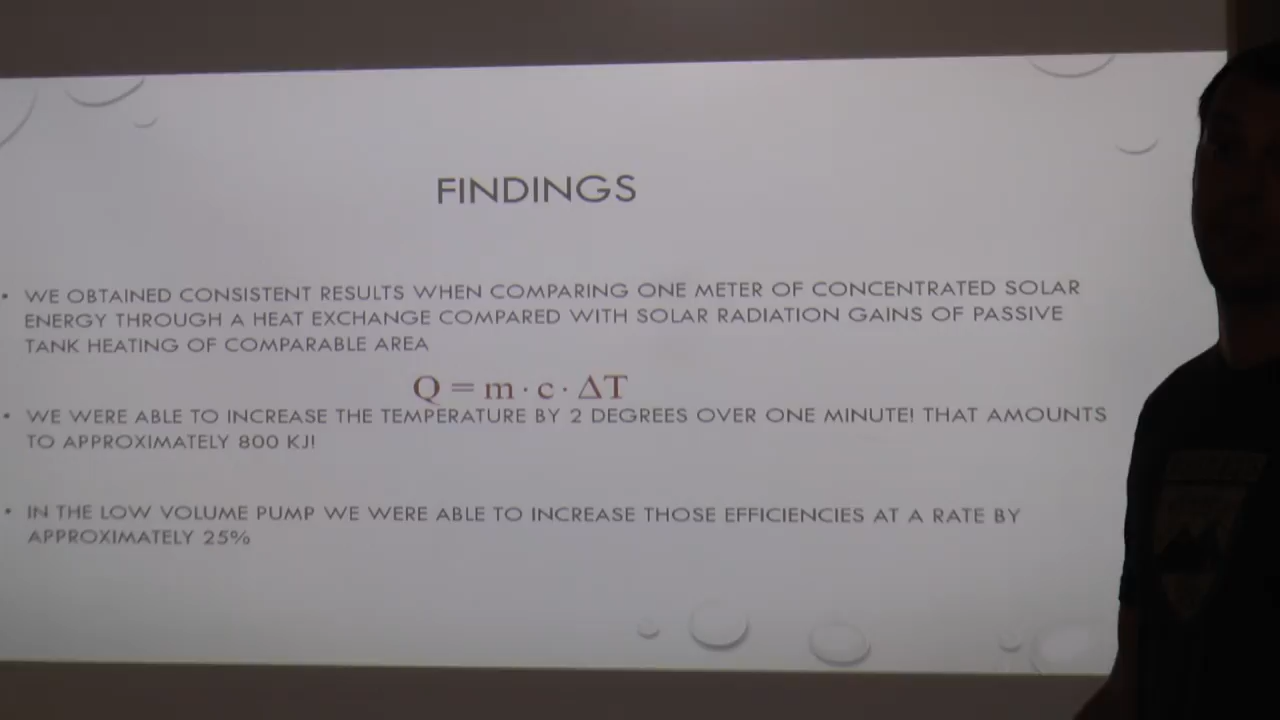 FINDINGS
• WE OBTAINED CONSISTENT RESULTS WHEN COMPARING ONE METER OF CONCENTRATED SOLAR
ENERGY THROUGH A HEAT EXCHANGE COMPARED WITH SOLAR RADIATION GAINS OF PASSIVE
TANK HEATING OF COMPARABLE AREA
Q = m · c · ΔT
• WE WERE ABLE TO INCREASE THE TEMPERATURE BY 2 DEGREES OVER ONE MINUTE! THAT AMOUNTS
TO APPROXIMATELY 800 KJ!
• IN THE LOW VOLUME PUMP WE WERE ABLE TO INCREASE THOSE EFFICIENCIES AT A RATE BY
APPROXIMATELY 25%